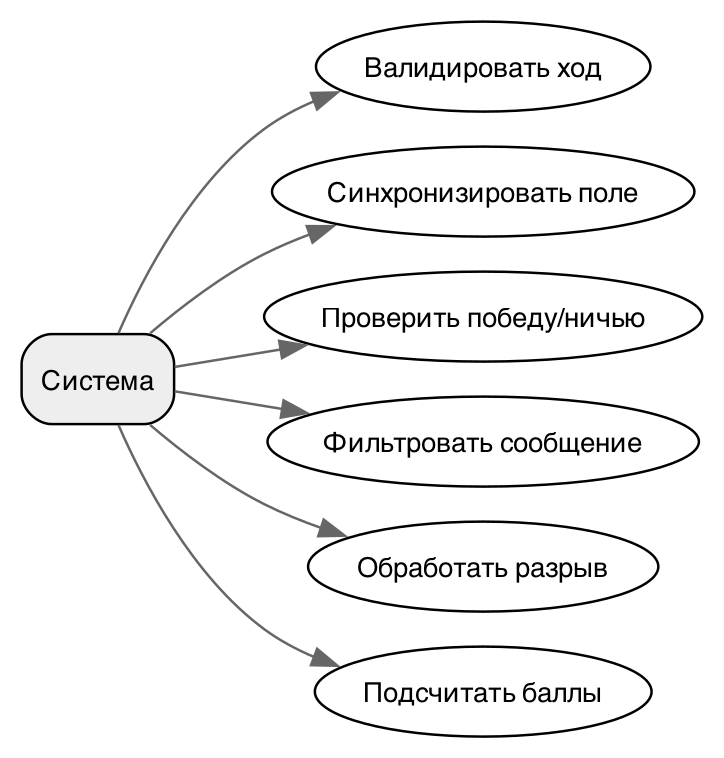 Валидировать ход
Синхронизировать поле
Проверить победу/ничью
Система
Фильтровать сообщение
Обработать разрыв
Подсчитать баллы